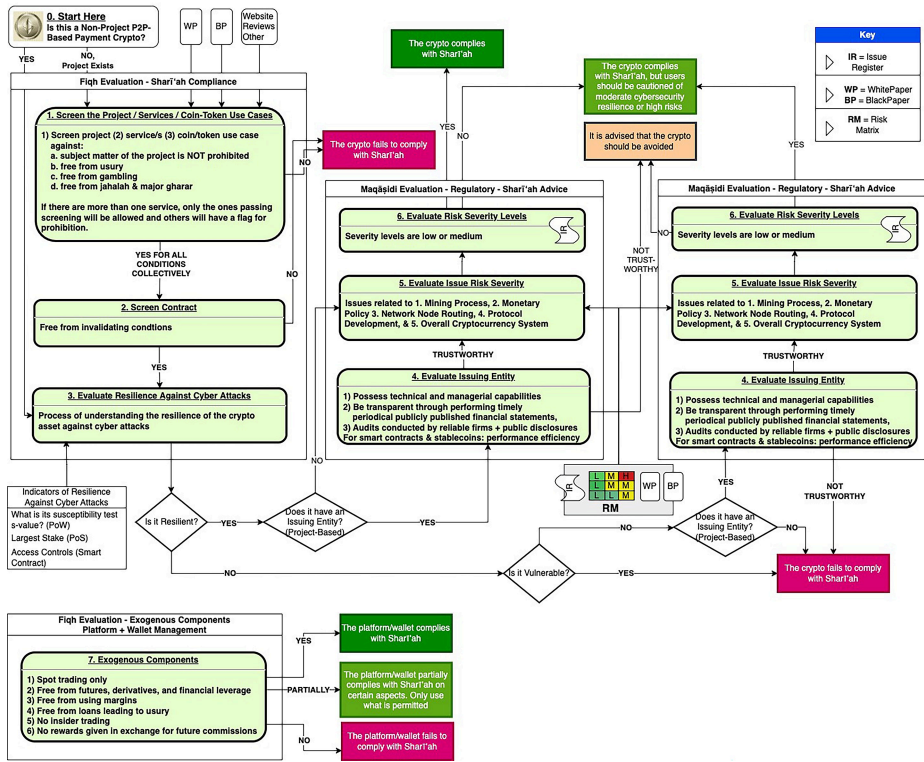 0. Start Here
Is this a Non-Project P2P-
Based Payment Crypto?
YES
NO,
Project Exists
WP
BP
Website
Reviews
Other
Fiqh Evaluation - Sharīʻah Compliance
1. Screen the Project / Services / Coin-Token Use Cases
1) Screen project (2) service/s (3) coin/token use case
against:
a. subject matter of the project is NOT prohibited
b. free from usury
c. free from gambling
d. free from jahalah & major gharar
If there are more than one service, only the ones passing
screening will be allowed and others will have a flag for
prohibition.
YES FOR ALL
CONDITIONS
COLLECTIVELY
NO
NO
2. Screen Contract
Free from invalidating condtions
YES
3. Evaluate Resilience Against Cyber Attacks
Process of understanding the resilience of the crypto
asset against cyber attacks
Indicators of Resilience
Against Cyber Attacks
What is its susceptibility test
s-value? (PoW)
Largest Stake (PoS)
Access Controls (Smart
Contract)
The crypto fails to comply
with Sharīʻah
The crypto complies
with Sharīʻah
The crypto complies
with Sharīʻah, but users
should be cautioned of
moderate cybersecurity
resilience or high risks
It is advised that the crypto
should be avoided
Key
IR = Issue
Register
WP = WhitePaper
BP = BlackPaper
RM = Risk
Matrix
YES
NO
YES
Maqāṣidi Evaluation - Regulatory - Sharīʻah Advice
6. Evaluate Risk Severity Levels
Severity levels are low or medium
IR
5. Evaluate Issue Risk Severity
Issues related to 1. Mining Process, 2. Monetary
Policy 3. Network Node Routing, 4. Protocol
Development, & 5. Overall Cryptocurrency System
TRUSTWORTHY
4. Evaluate Issuing Entity
1) Possess technical and managerial capabilities
2) Be transparent through performing timely
periodical publicly published financial statements,
3) Audits conducted by reliable firms + public disclosures
For smart contracts & stablecoins: performance efficiency
NOT
TRUST-
WORTHY
NO
Maqāṣidi Evaluation - Regulatory - Sharīʻah Advice
6. Evaluate Risk Severity Levels
Severity levels are low or medium
IR
5. Evaluate Issue Risk Severity
Issues related to 1. Mining Process, 2. Monetary
Policy 3. Network Node Routing, 4. Protocol
Development, & 5. Overall Cryptocurrency System
TRUSTWORTHY
4. Evaluate Issuing Entity
1) Possess technical and managerial capabilities
2) Be transparent through performing timely
periodical publicly published financial statements,
3) Audits conducted by reliable firms + public disclosures
For smart contracts & stablecoins: performance efficiency
NO
IR
L M H
L M M
L L M
RM
WP
BP
YES
NOT
TRUSTWORTHY
Is it Resilient?
YES
Does it have an
Issuing Entity?
(Project-Based)
YES
NO
Does it have an
Issuing Entity?
(Project-Based)
NO
NO
Is it Vulnerable?
YES
The crypto fails to comply
with Sharīʻah
Fiqh Evaluation - Exogenous Components
Platform + Wallet Management
7. Exogenous Components
1) Spot trading only
2) Free from futures, derivatives, and financial leverage
3) Free from using margins
4) Free from loans leading to usury
5) No insider trading
6) No rewards given in exchange for future commissions
YES
The platform/wallet complies
with Sharīʻah
PARTIALLY
The platform/wallet partially
complies with Sharīʻah on
certain aspects. Only use
what is permitted
NO
The platform/wallet fails to
comply with Sharīʻah